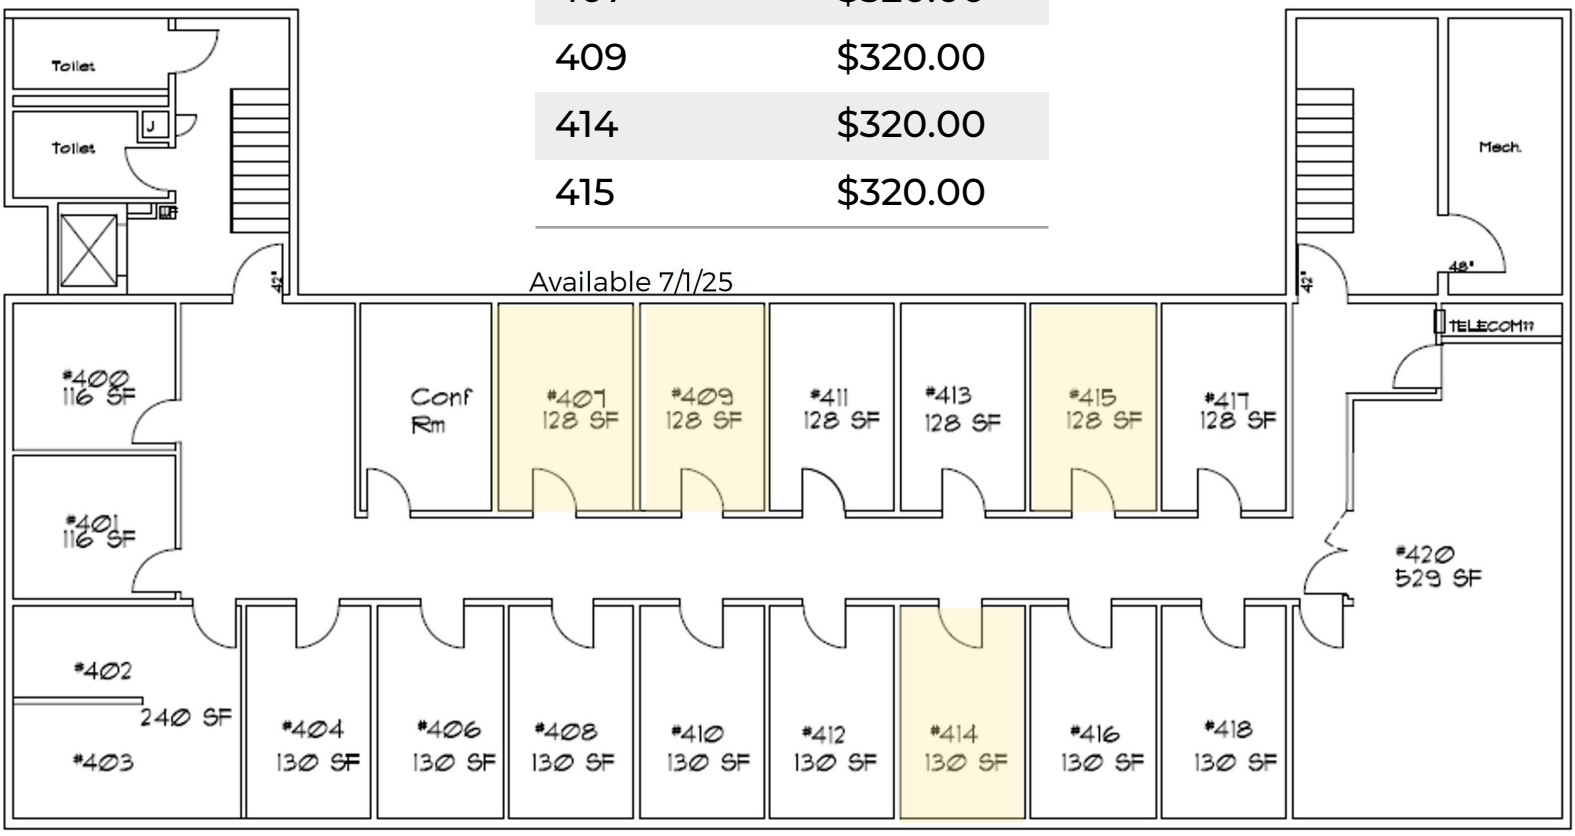 409 $320.00
414 $320.00
415 $320.00
Available 7/1/25
Toilet
J
Toilet
42"
Mech.
48"
42"
TELECOM??
#400
116 SF
#401
116 SF
Conf
Rm
#407
128 SF
#409
128 SF
#411
128 SF
#413
128 SF
#415
128 SF
#417
128 SF
#420
529 SF
#402
240 SF
#403
#404
130 SF
#406
130 SF
#408
130 SF
#410
130 SF
#412
130 SF
#414
130 SF
#416
130 SF
#418
130 SF